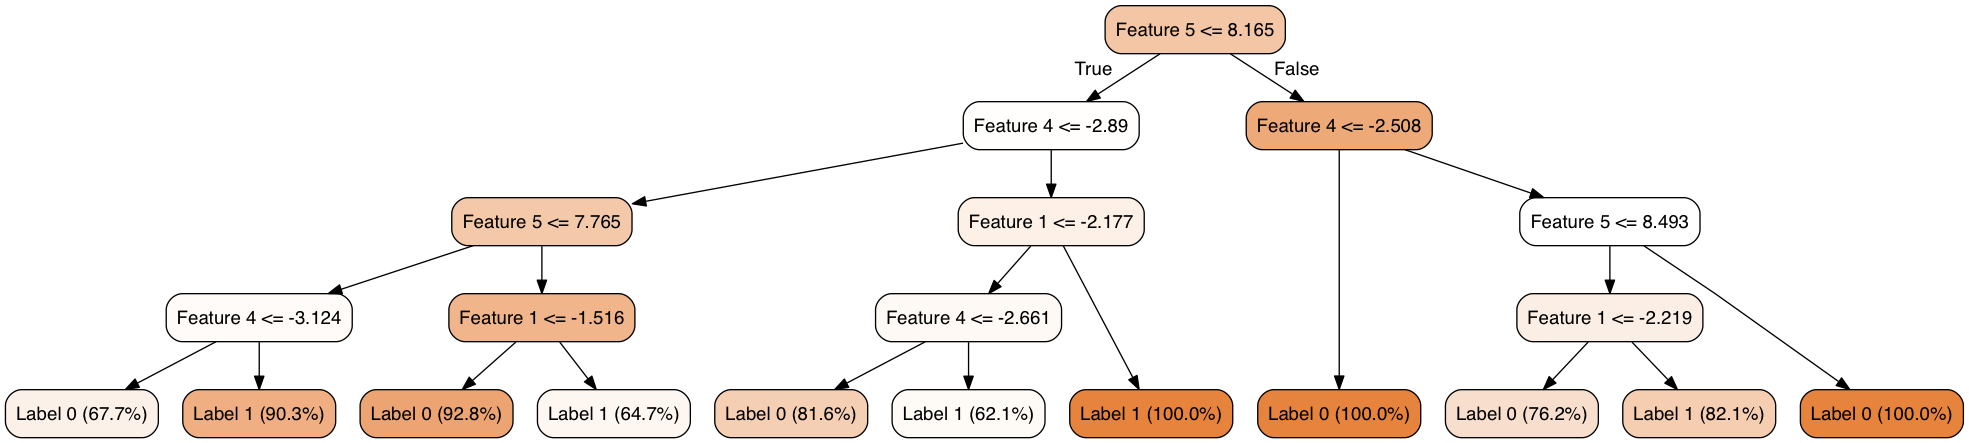 Feature 5 <= 8.165
True
False
Feature 4 <= -2.89
Feature 4 <= -2.508
Feature 5 <= 7.765
Feature 1 <= -2.177
Feature 5 <= 8.493
Feature 4 <= -3.124
Feature 1 <= -1.516
Feature 4 <= -2.661
Feature 1 <= -2.219
Label 0 (67.7%)
Label 1 (90.3%)
Label 0 (92.8%)
Label 1 (64.7%)
Label 0 (81.6%)
Label 1 (62.1%)
Label 1 (100.0%)
Label 0 (100.0%)
Label 0 (76.2%)
Label 1 (82.1%)
Label 0 (100.0%)